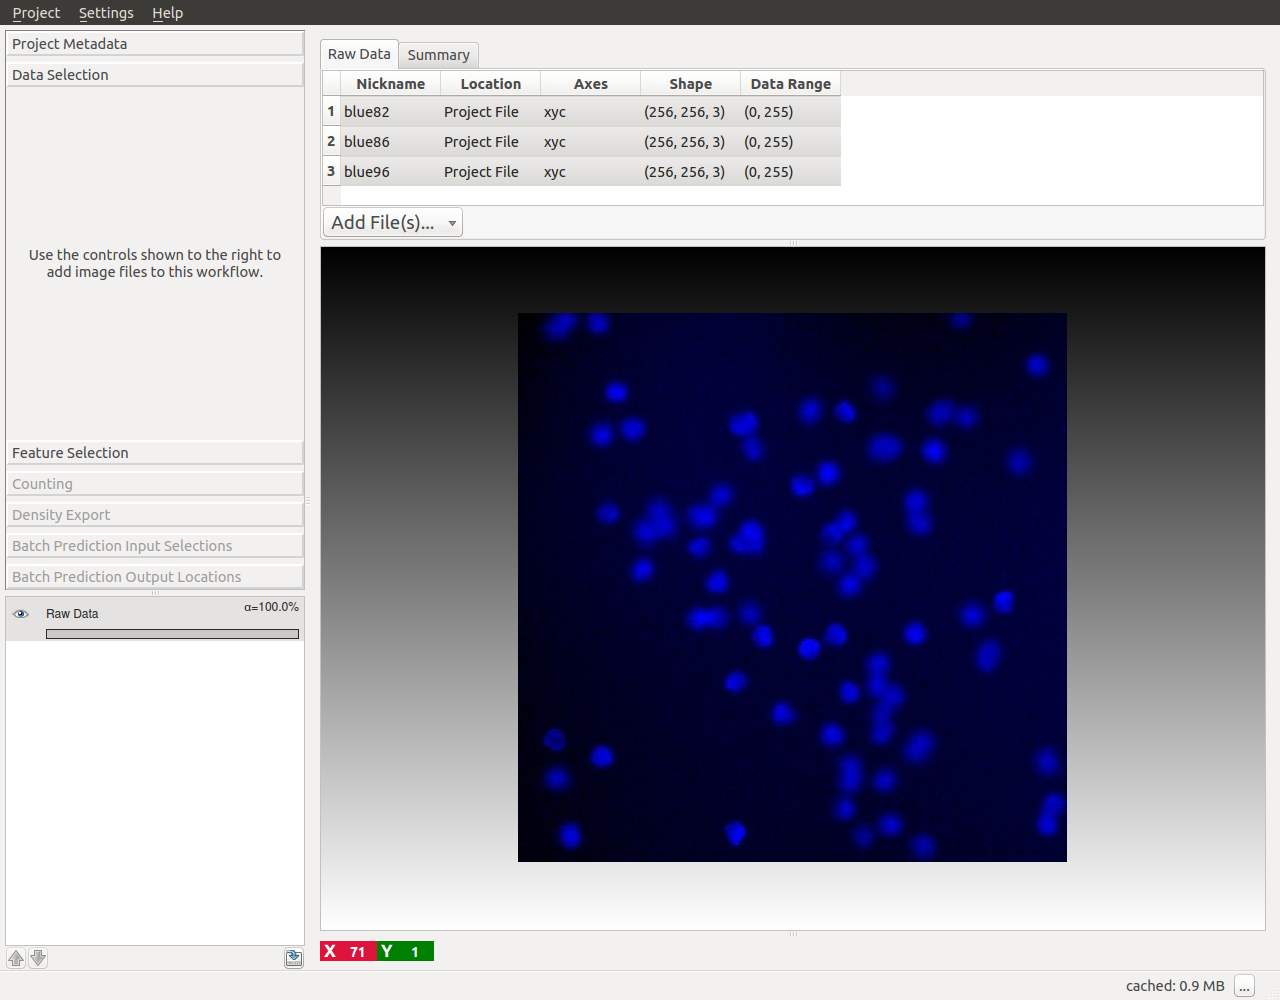 Project Settings Help
Project Metadata
Data Selection
Use the controls shown to the right to
add image files to this workflow.
Feature Selection
Counting
Density Export
Batch Prediction Input Selections
Batch Prediction Output Locations
Raw Data α=100.0%
Raw Data Summary
Nickname Location Axes Shape Data Range
1 blue82 Project File xyc (256, 256, 3) (0, 255)
2 blue86 Project File xyc (256, 256, 3) (0, 255)
3 blue96 Project File xyc (256, 256, 3) (0, 255)
Add File(s)...
X 71 Y 1
cached: 0.9 MB ...